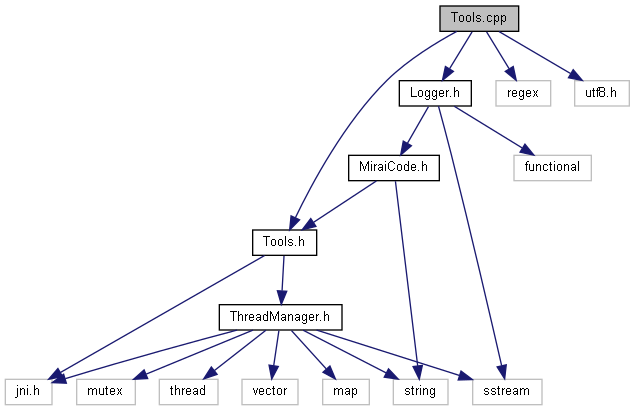 Tools.cpp
Logger.h
regex
utf8.h
MiraiCode.h
functional
Tools.h
ThreadManager.h
jni.h
mutex
thread
vector
map
string
sstream